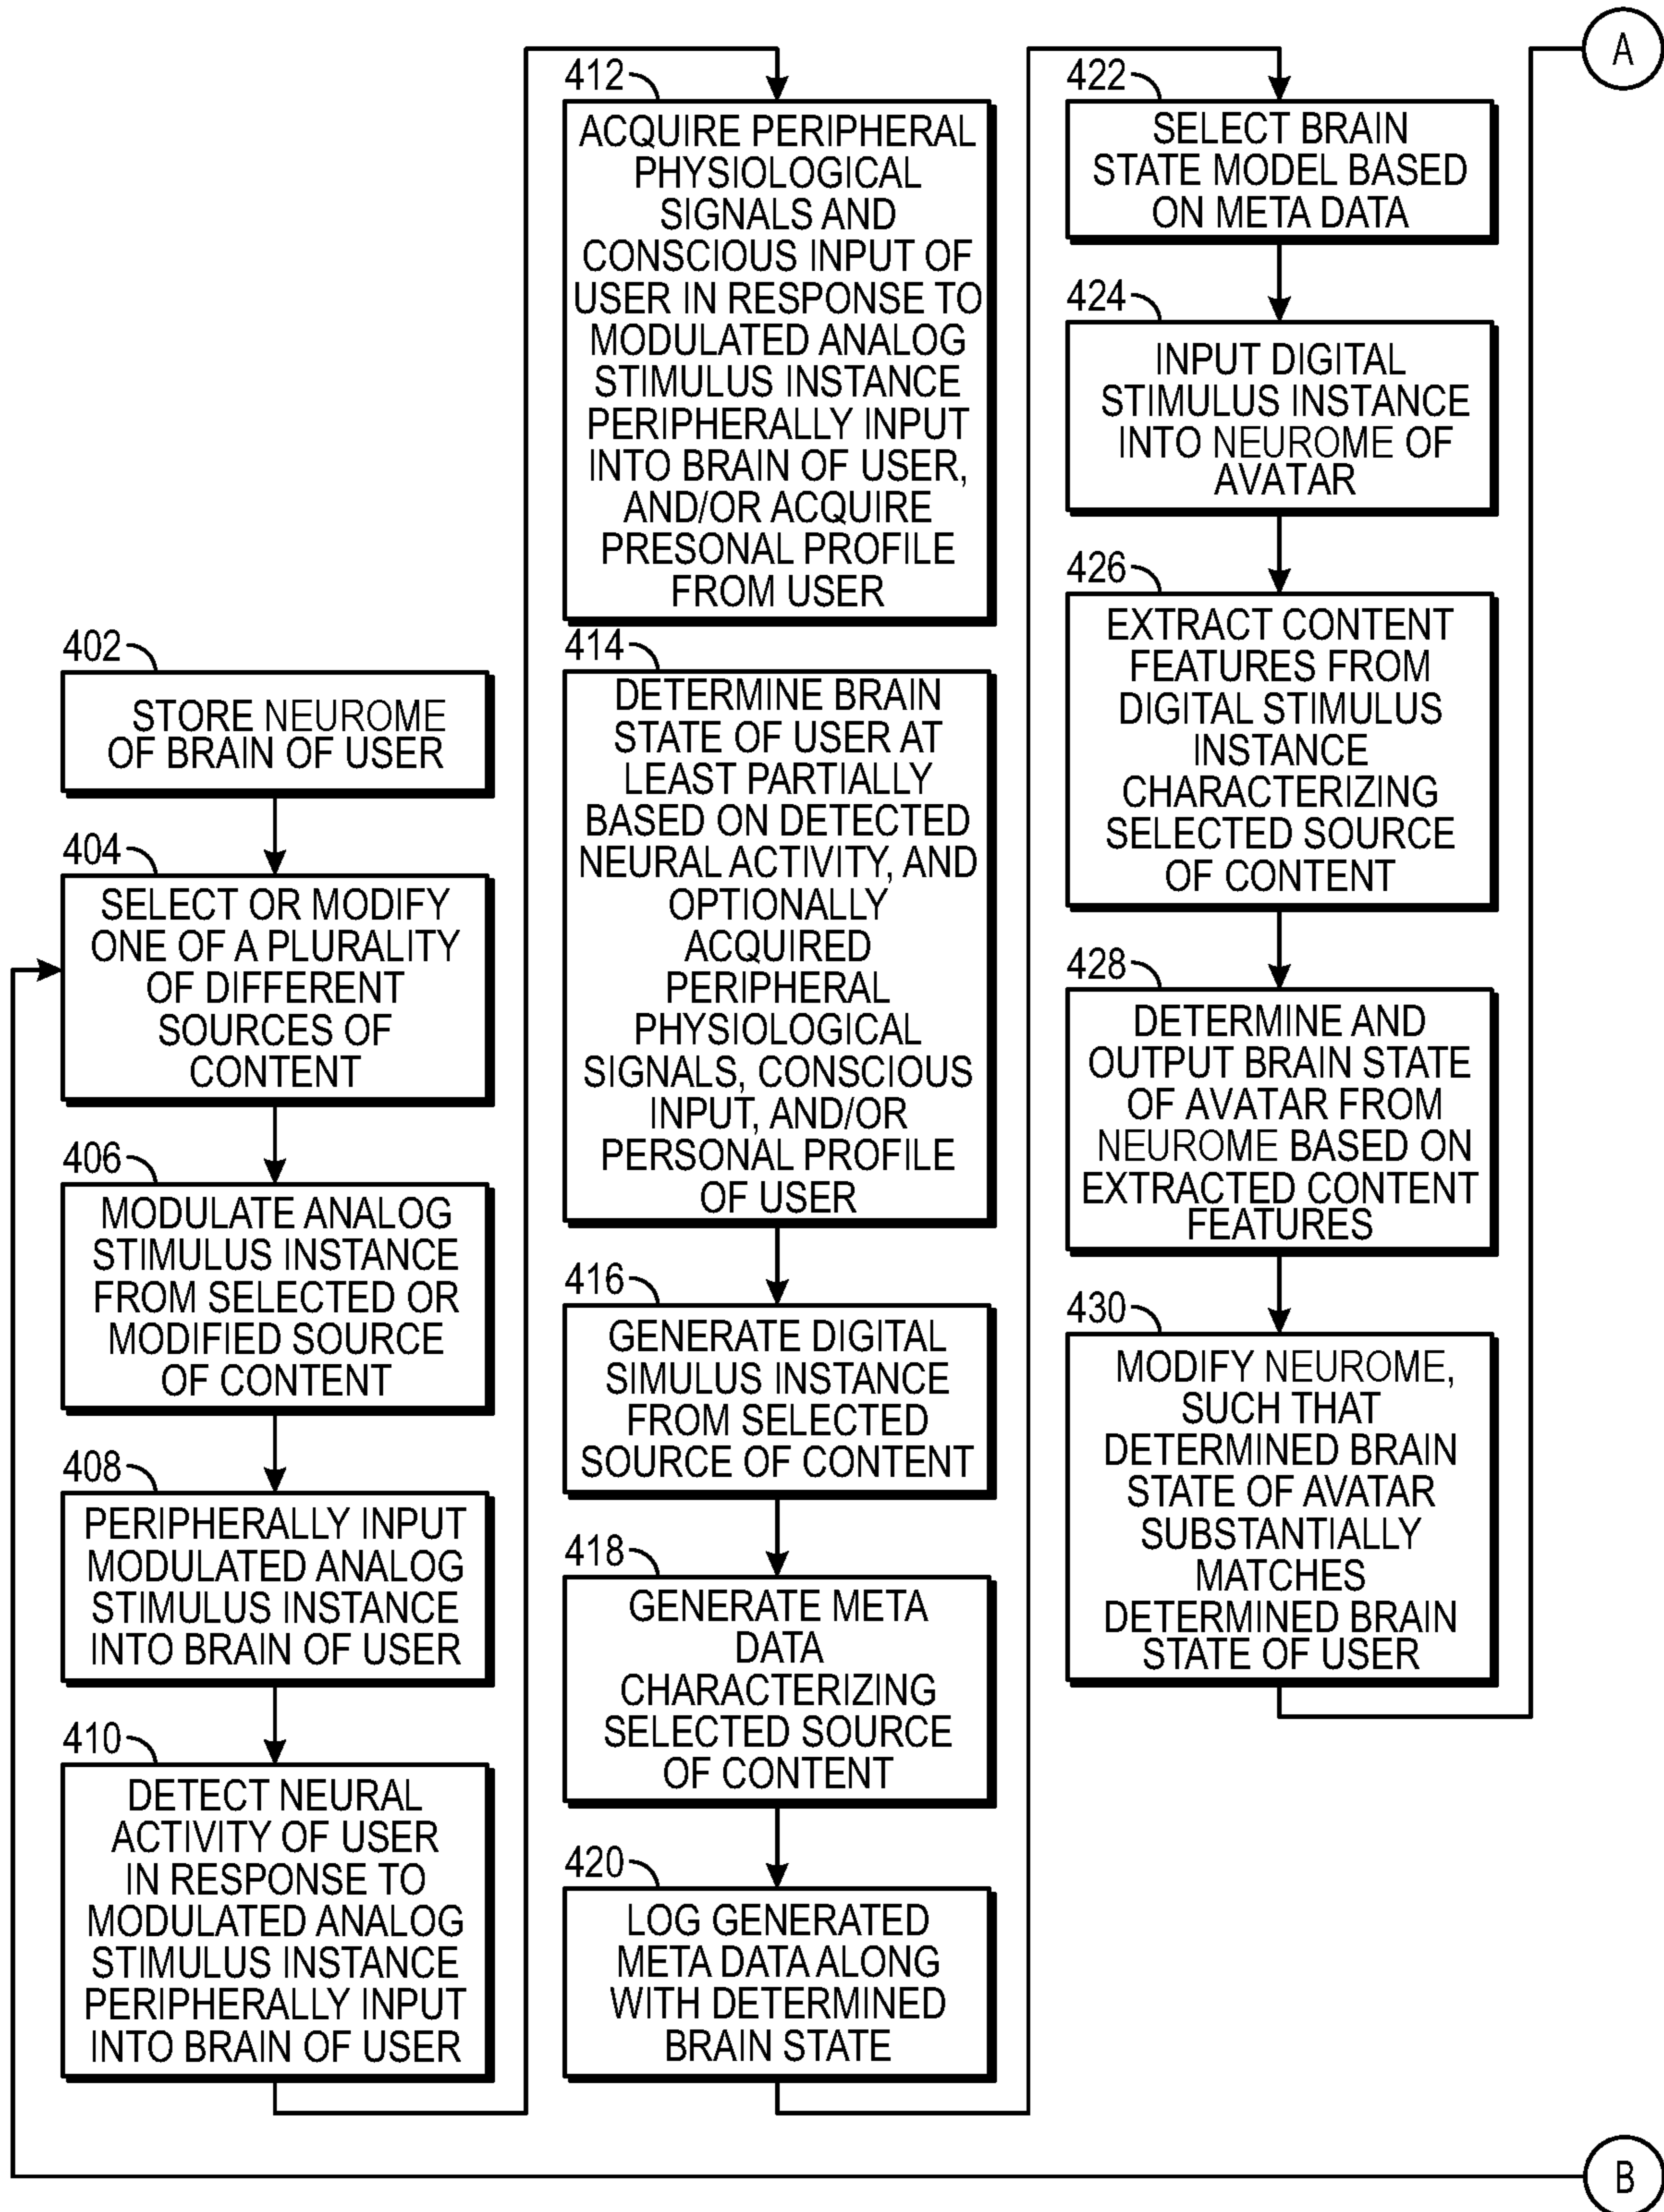 402
STORE NEUROME
OF BRAIN OF USER
404
SELECT OR MODIFY
ONE OF A PLURALITY
OF DIFFERENT
SOURCES OF
CONTENT
406
MODULATE ANALOG
STIMULUS INSTANCE
FROM SELECTED OR
MODIFIED SOURCE
OF CONTENT
408
PERIPHERALLY INPUT
MODULATED ANALOG
STIMULUS INSTANCE
INTO BRAIN OF USER
410
DETECT NEURAL
ACTIVITY OF USER
IN RESPONSE TO
MODULATED ANALOG
STIMULUS INSTANCE
PERIPHERALLY INPUT
INTO BRAIN OF USER
412
ACQUIRE PERIPHERAL
PHYSIOLOGICAL
SIGNALS AND
CONSCIOUS INPUT OF
USER IN RESPONSE TO
MODULATED ANALOG
STIMULUS INSTANCE
PERIPHERALLY INPUT
INTO BRAIN OF USER,
AND/OR ACQUIRE
PRESONAL PROFILE
FROM USER
414
DETERMINE BRAIN
STATE OF USER AT
LEAST PARTIALLY
BASED ON DETECTED
NEURAL ACTIVITY, AND
OPTIONALLY
ACQUIRED
PERIPHERAL
PHYSIOLOGICAL
SIGNALS, CONSCIOUS
INPUT, AND/OR
PERSONAL PROFILE
OF USER
416
GENERATE DIGITAL
SIMULUS INSTANCE
FROM SELECTED
SOURCE OF CONTENT
418
GENERATE META
DATA
CHARACTERIZING
SELECTED SOURCE
OF CONTENT
420
LOG GENERATED
META DATA ALONG
WITH DETERMINED
BRAIN STATE
422
SELECT BRAIN
STATE MODEL BASED
ON META DATA
424
INPUT DIGITAL
STIMULUS INSTANCE
INTO NEUROME OF
AVATAR
426
EXTRACT CONTENT
FEATURES FROM
DIGITAL STIMULUS
INSTANCE
CHARACTERIZING
SELECTED SOURCE
OF CONTENT
428
DETERMINE AND
OUTPUT BRAIN STATE
OF AVATAR FROM
NEUROME BASED ON
EXTRACTED CONTENT
FEATURES
430
MODIFY NEUROME,
SUCH THAT
DETERMINED BRAIN
STATE OF AVATAR
SUBSTANTIALLY
MATCHES
DETERMINED BRAIN
STATE OF USER
A
B